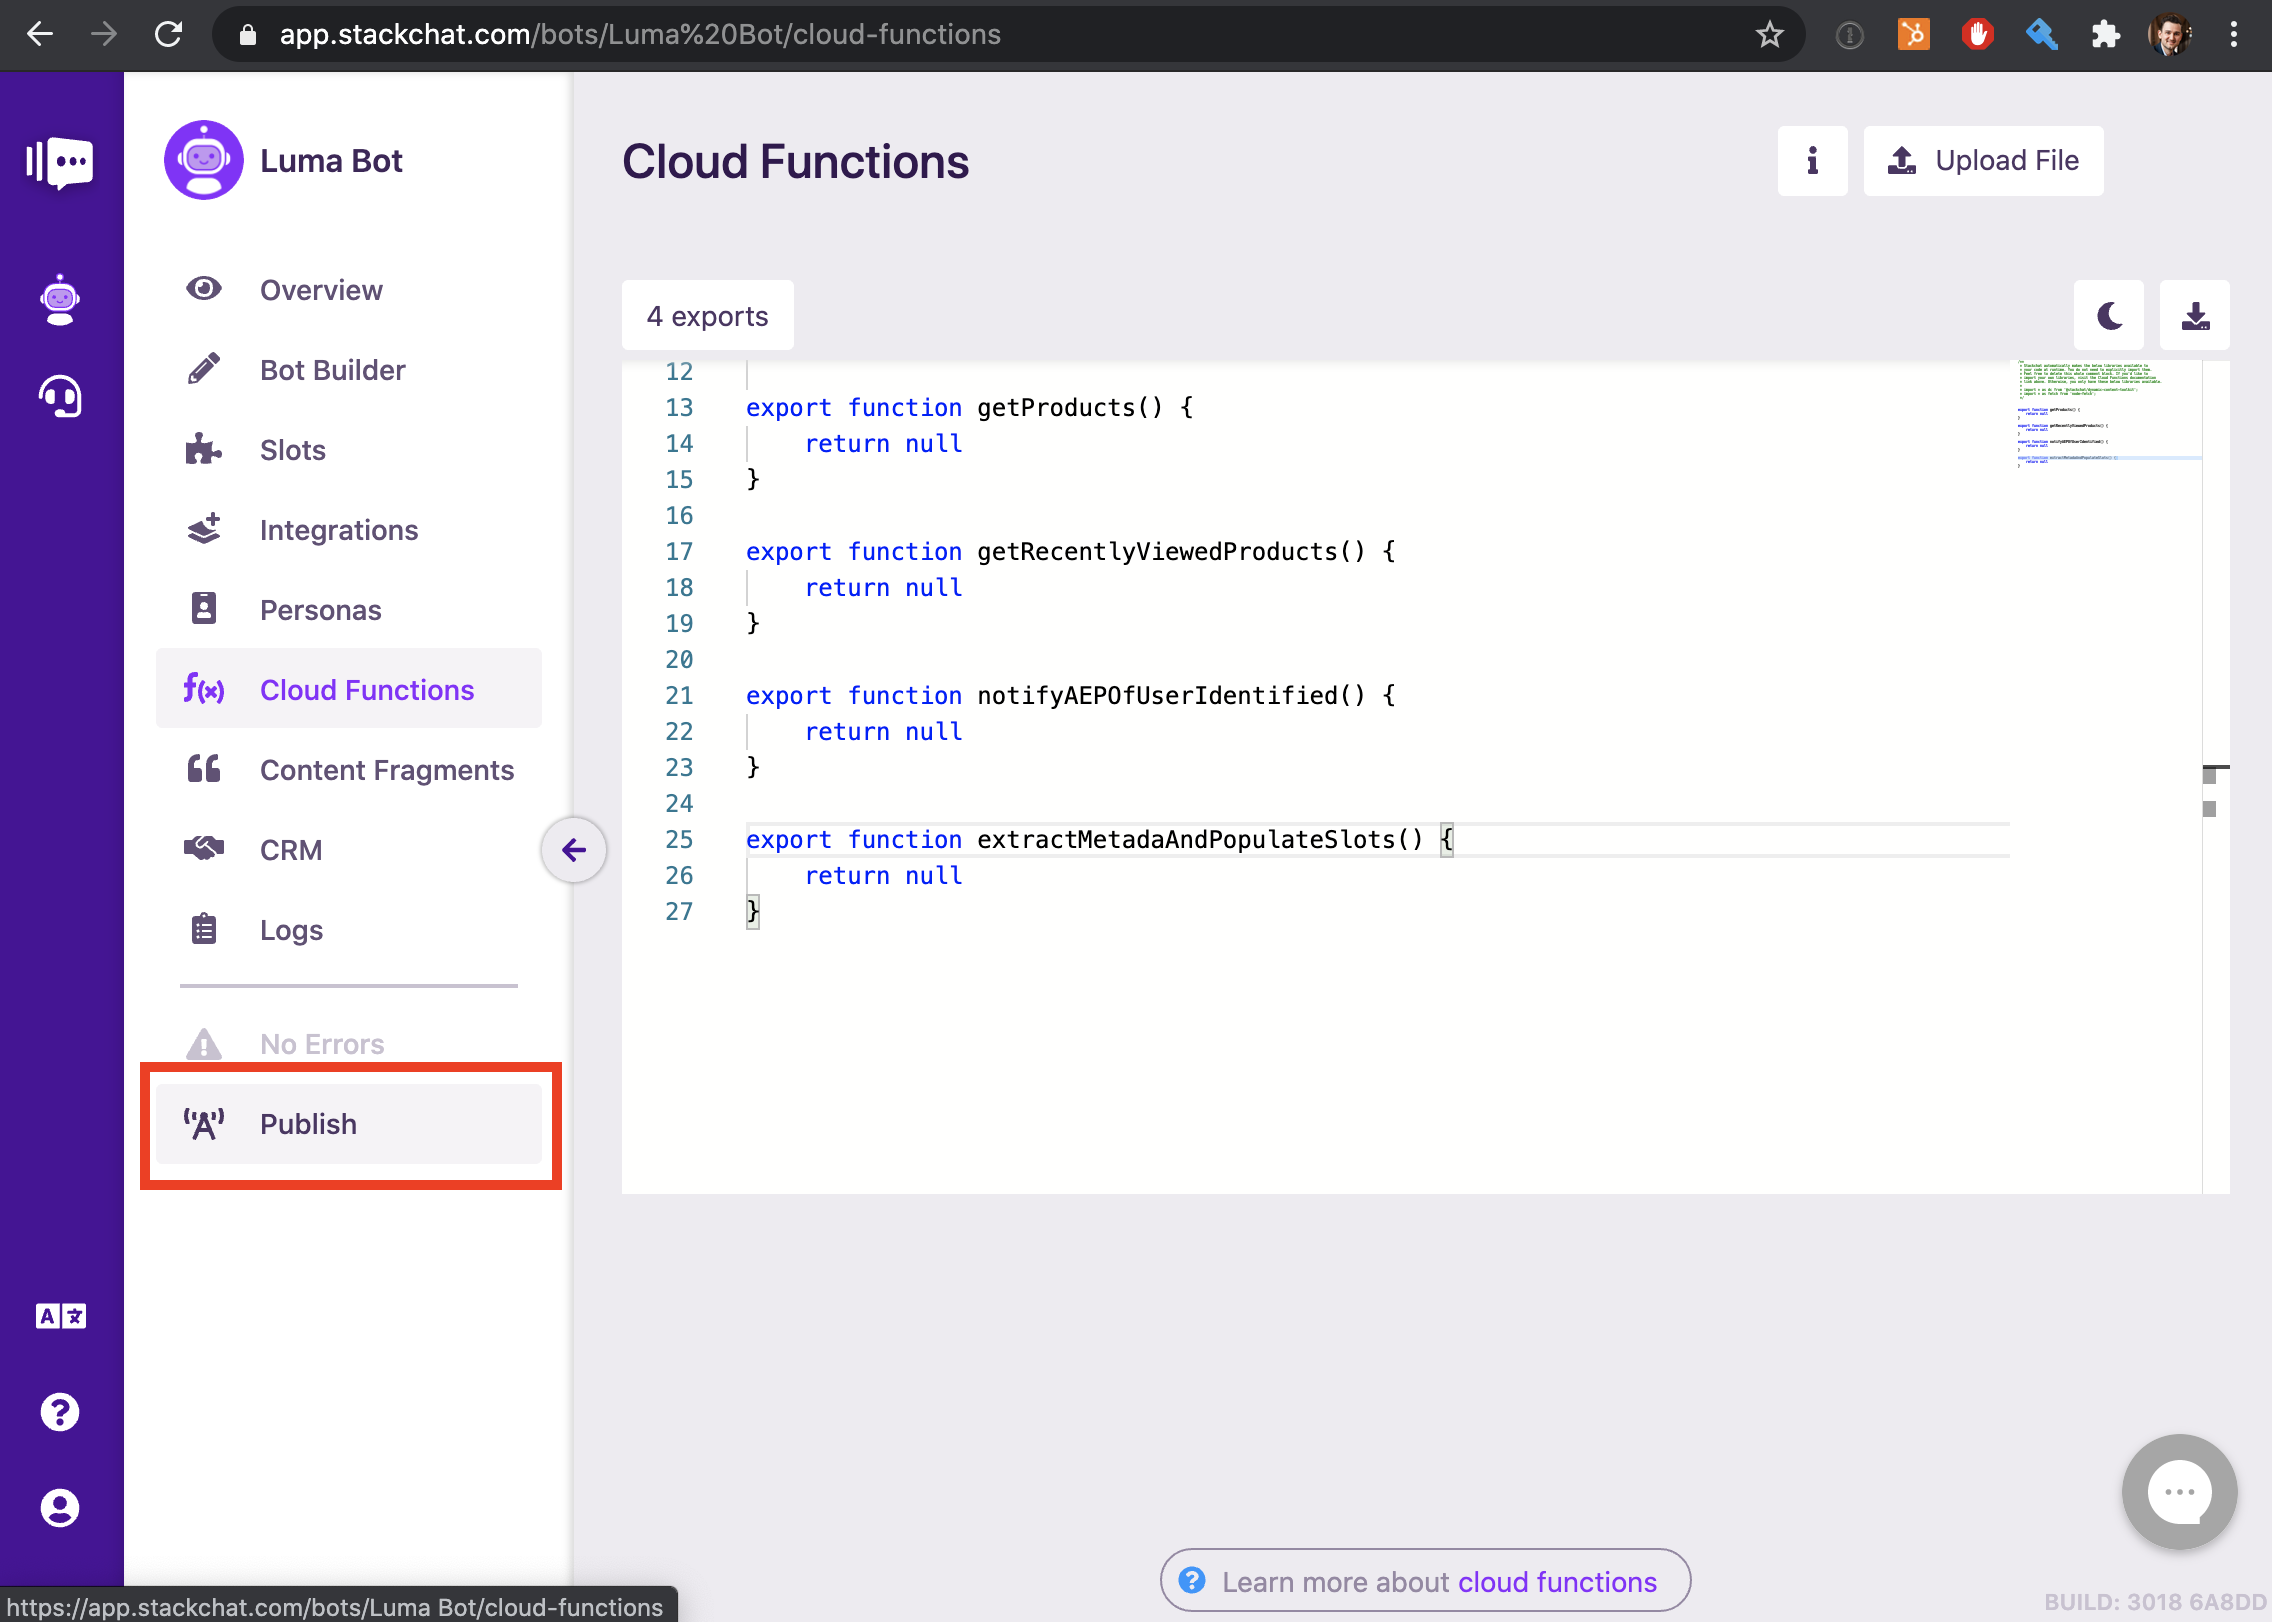 app.stackchat.com/bots/Luma%20Bot/cloud-functions
Luma Bot
Overview
Bot Builder
Slots
Integrations
Personas
f(x) Cloud Functions
Content Fragments
CRM
Logs
No Errors
Publish
Cloud Functions
Upload File
4 exports
12
13 export function getProducts() {
14 return null
15 }
16
17 export function getRecentlyViewedProducts() {
18 return null
19 }
20
21 export function notifyAEPOfUserIdentified() {
22 return null
23 }
24
25 export function extractMetadaAndPopulateSlots() {
26 return null
27 }
Learn more about cloud functions
BUILD: 3018 6A8DD
https://app.stackchat.com/bots/Luma Bot/cloud-functions